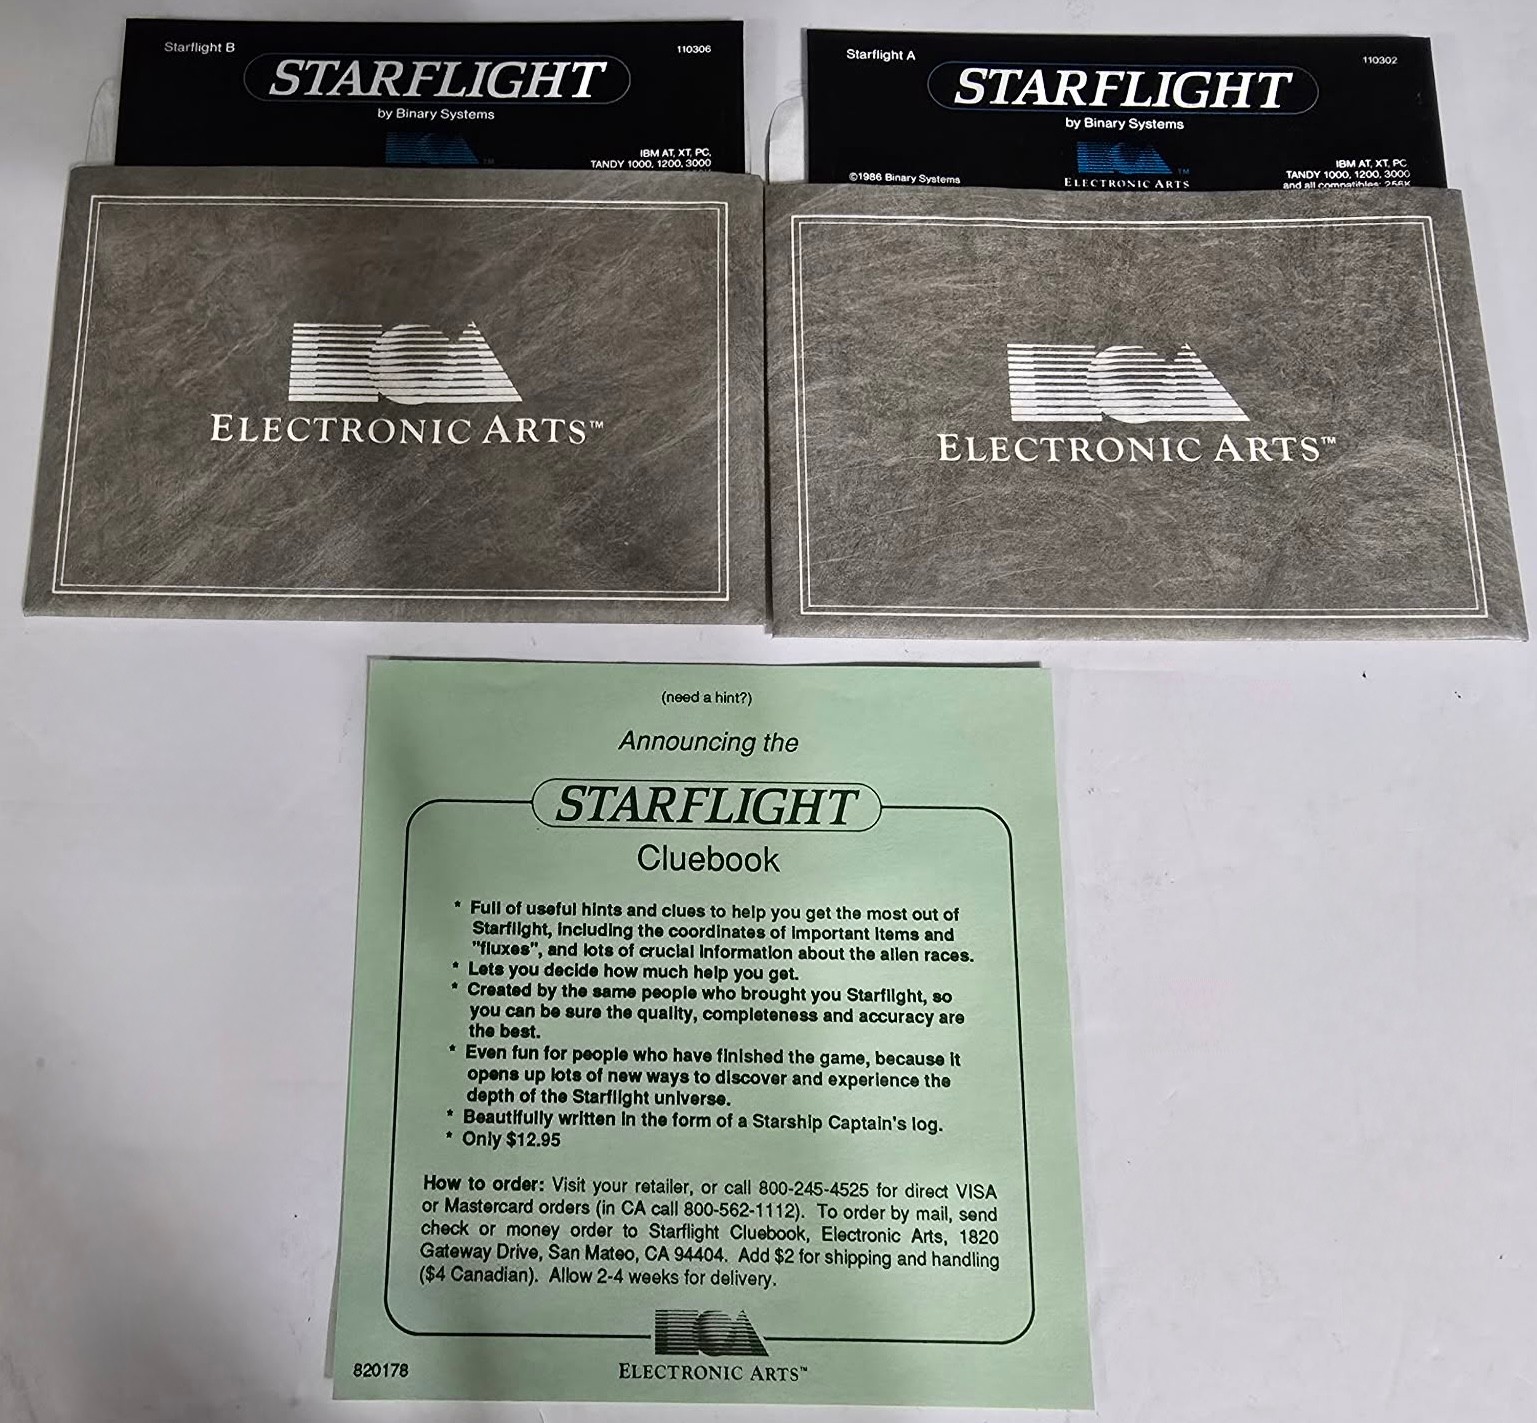 Starflight B
110306
STARFLIGHT
by Binary Systems
TM
IBM AT, XT, PC,
TANDY 1000, 1200, 3000
Starflight A
110302
STARFLIGHT
by Binary Systems
TM
©1986 Binary Systems
ELECTRONIC ARTS
IBM AT, XT, PC
TANDY 1000, 1200, 3000
and all compatibles: 256K
ELECTRONIC ARTS™
ELECTRONIC ARTS™
(need a hint?)
Announcing the
STARFLIGHT
Cluebook
* Full of useful hints and clues to help you get the most out of
Starflight, including the coordinates of important items and
"fluxes", and lots of crucial information about the alien races.
* Lets you decide how much help you get.
* Created by the same people who brought you Starflight, so
you can be sure the quality, completeness and accuracy are
the best.
* Even fun for people who have finished the game, because it
opens up lots of new ways to discover and experience the
depth of the Starflight universe.
* Beautifully written in the form of a Starship Captain's log.
* Only $12.95
How to order: Visit your retailer, or call 800-245-4525 for direct VISA
or Mastercard orders (in CA call 800-562-1112). To order by mail, send
check or money order to Starflight Cluebook, Electronic Arts, 1820
Gateway Drive, San Mateo, CA 94404. Add $2 for shipping and handling
($4 Canadian). Allow 2-4 weeks for delivery.
820178
ELECTRONIC ARTS™